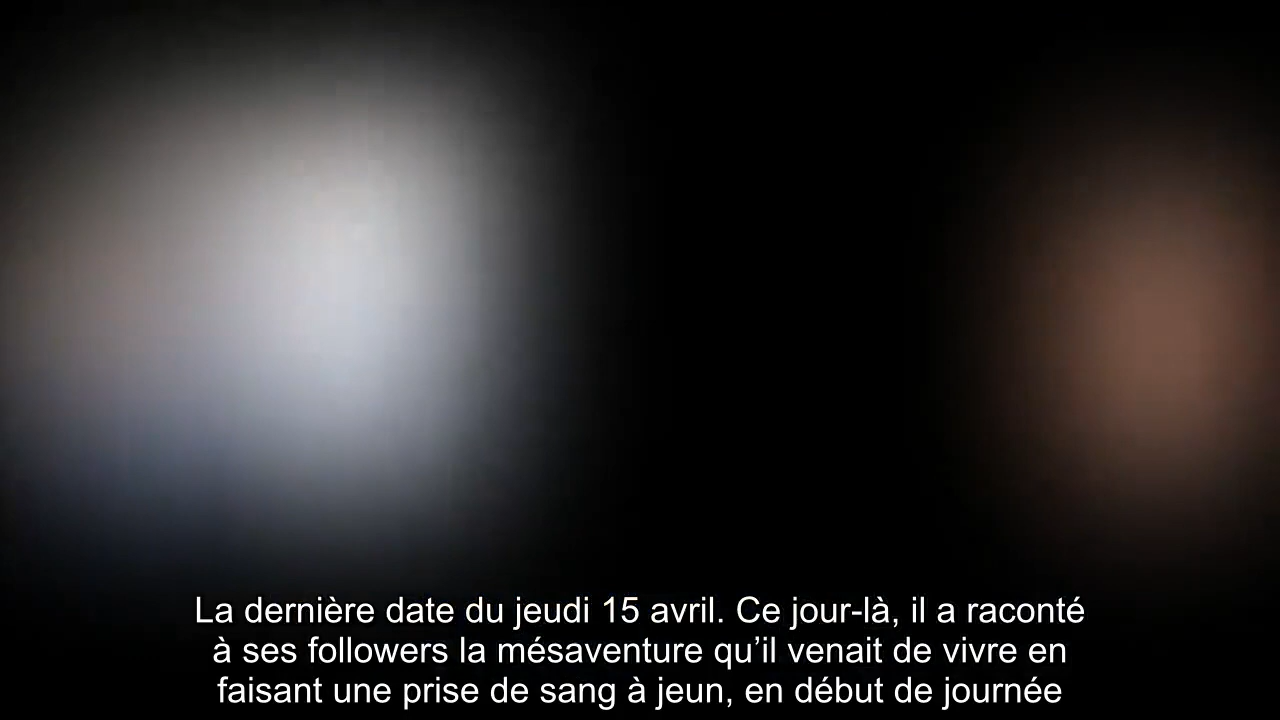 La dernière date du jeudi 15 avril. Ce jour-là, il a raconté
à ses followers la mésaventure qu’il venait de vivre en
faisant une prise de sang à jeun, en début de journée